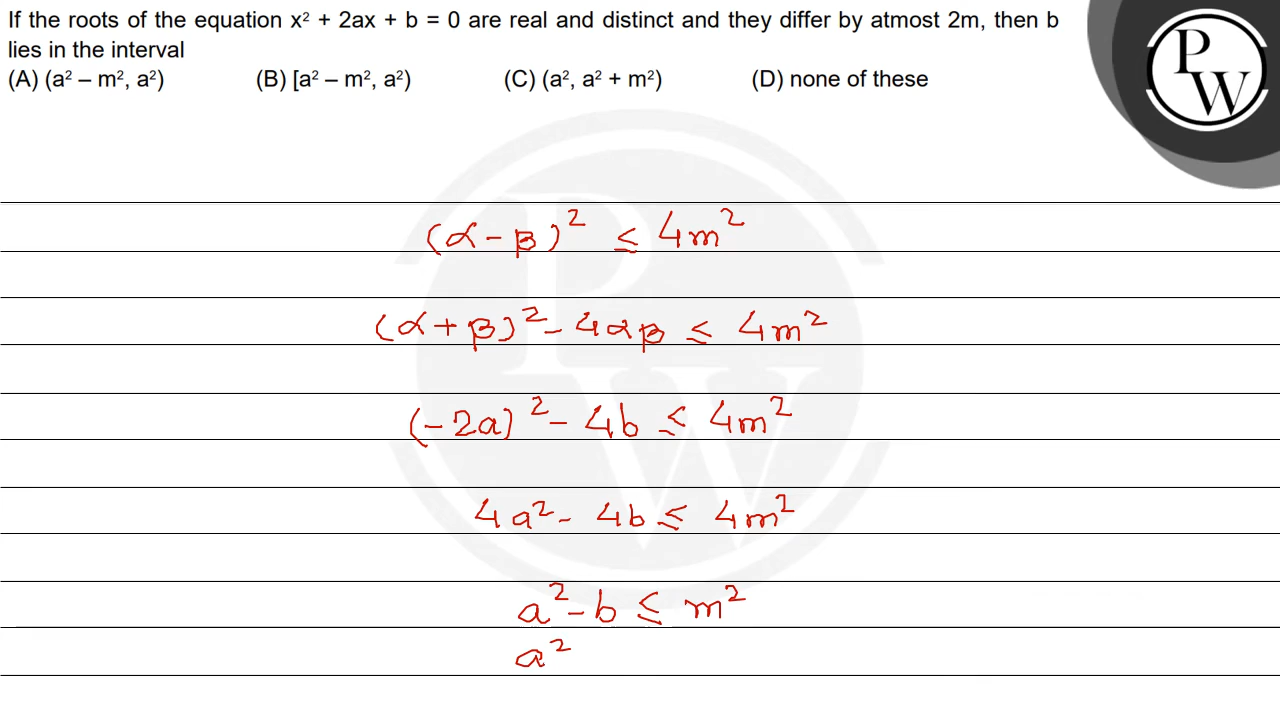 If the roots of the equation x² + 2ax + b = 0 are real and distinct and they differ by atmost 2m, then b
lies in the interval
(A) (a² – m², a²) (B) [a² – m², a²) (C) (a², a² + m²) (D) none of these
P
W
P
W
(α - β)² ≤ 4m²
(α + β)² - 4αβ ≤ 4m²
(-2a)² - 4b ≤ 4m²
4a² - 4b ≤ 4m²
a² - b ≤ m²
a²